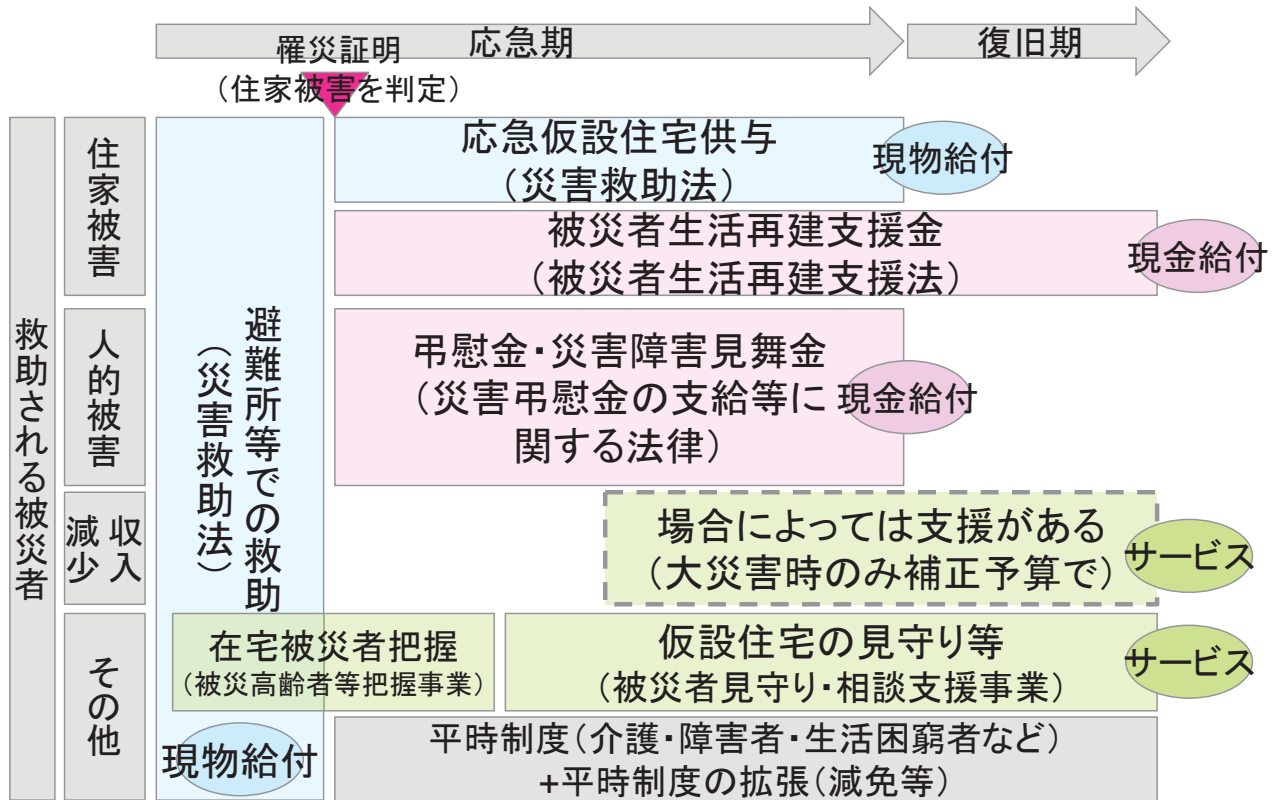 応急期
復旧期
罹災証明
（住家被害を判定）
救助される被災者
住家被害
人的被害
収入
減少
その他
避難所等での救助
（災害救助法）
現物給付
応急仮設住宅供与
（災害救助法）
現物給付
被災者生活再建支援金
（被災者生活再建支援法）
現金給付
弔慰金・災害障害見舞金
（災害弔慰金の支給等に
関する法律）
現金給付
場合によっては支援がある
（大災害時のみ補正予算で）
サービス
在宅被災者把握
（被災高齢者等把握事業）
仮設住宅の見守り等
（被災者見守り・相談支援事業）
サービス
平時制度（介護・障害者・生活困窮者など）
+平時制度の拡張（減免等）